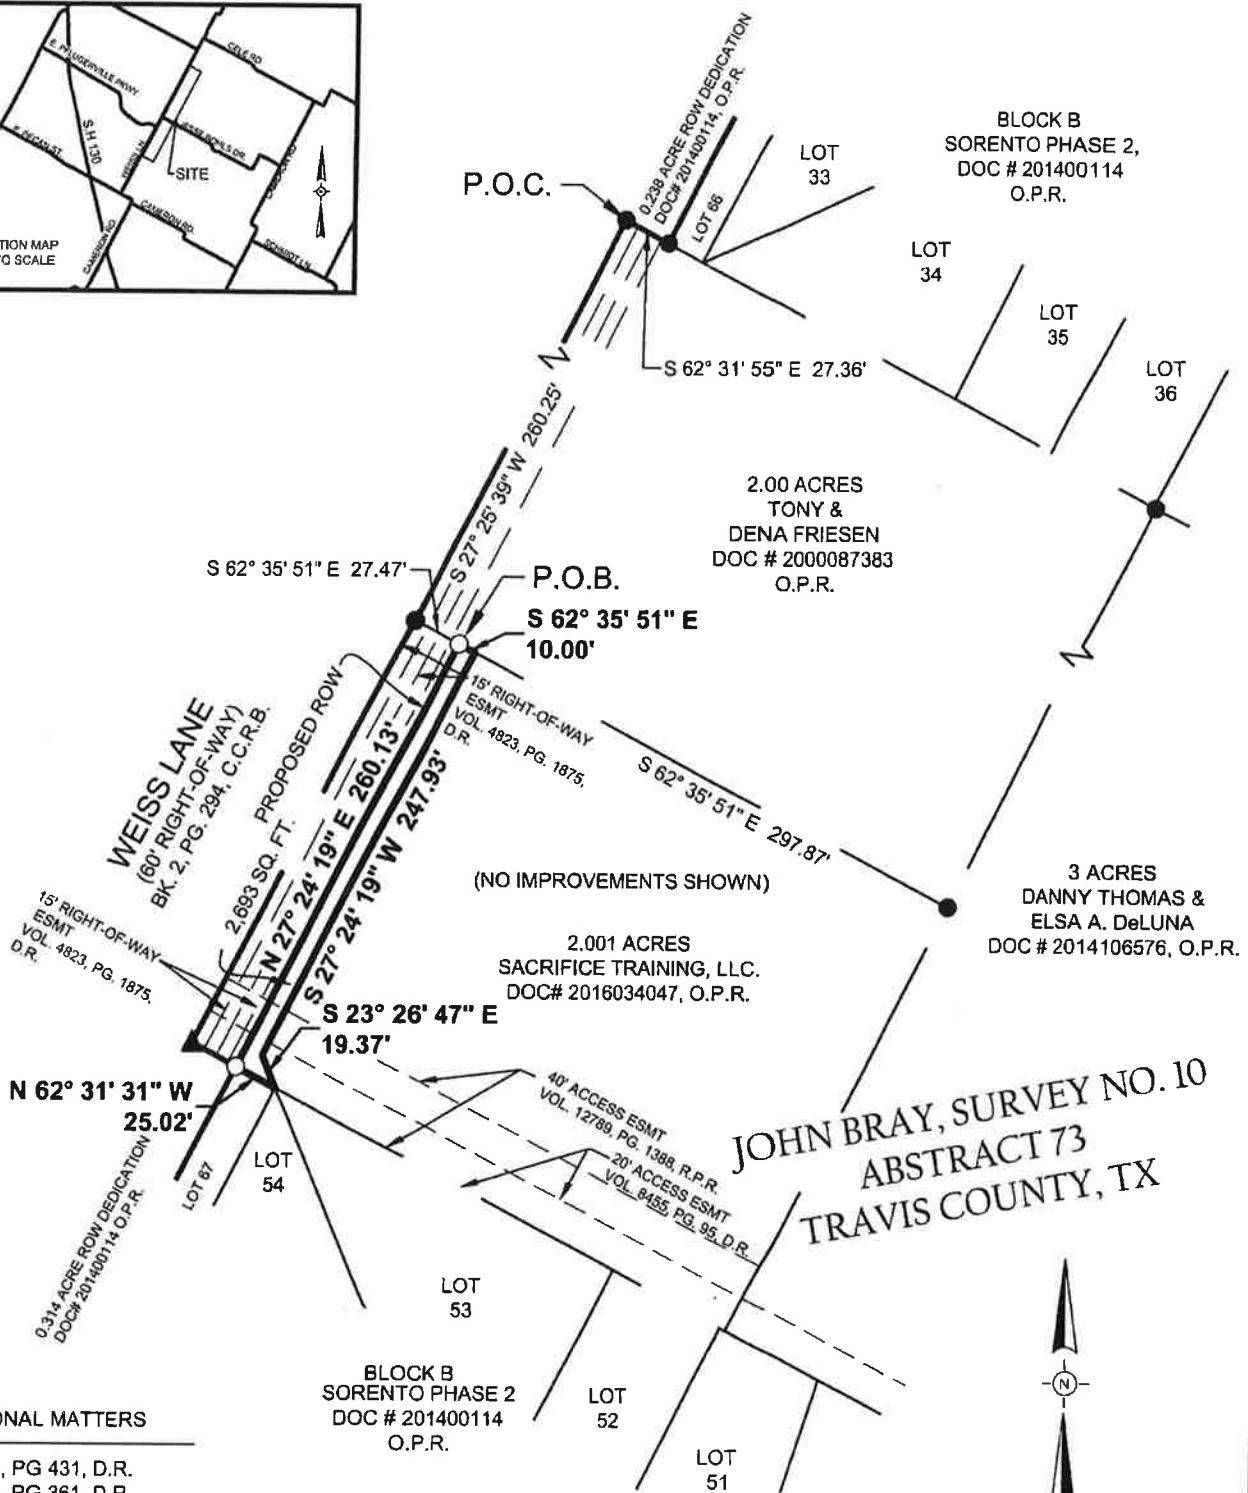 E. PFLUGERVILLE PKWY
CELE RD.
S.H 130
E. PECAN ST.
WEISS LN.
JESSE BOHLS DR.
SITE
CAMERON RD.
CAMERON RD.
CAMERON RD.
SCHMIDT LN.
TION MAP
TO SCALE
0.238 ACRE ROW DEDICATION
DOC# 201400114, O.P.R.
P.O.C.
LOT 66
LOT
33
BLOCK B
SORENTO PHASE 2,
DOC # 201400114
O.P.R.
LOT
34
LOT
35
LOT
36
S 62° 31' 55" E 27.36'
S 27° 25' 39" W 260.25'
2.00 ACRES
TONY &
DENA FRIESEN
DOC # 2000087383
O.P.R.
S 62° 35' 51" E 27.47'
P.O.B.
S 62° 35' 51" E
10.00'
15' RIGHT-OF-WAY
ESMT
VOL. 4823, PG. 1875,
D.R.
WEISS LANE
(60' RIGHT-OF-WAY)
BK. 2, PG. 294, C.C.R.B.
PROPOSED ROW
2,693 SQ. FT.
N 27° 24' 19" E 260.13'
S 27° 24' 19" W 247.93'
S 62° 35' 51" E 297.87'
(NO IMPROVEMENTS SHOWN)
2.001 ACRES
SACRIFICE TRAINING, LLC.
DOC# 2016034047, O.P.R.
3 ACRES
DANNY THOMAS &
ELSA A. DeLUNA
DOC # 2014106576, O.P.R.
15' RIGHT-OF-WAY
ESMT
VOL. 4823, PG. 1875,
D.R.
S 23° 26' 47" E
19.37'
N 62° 31' 31" W
25.02'
40' ACCESS ESMT
VOL. 12789, PG. 1388, R.P.R.
20' ACCESS ESMT
VOL. 8455, PG. 95, D.R.
JOHN BRAY, SURVEY NO. 10
ABSTRACT 73
TRAVIS COUNTY, TX
0.314 ACRE ROW DEDICATION
DOC# 201400114 O.P.R.
LOT 67
LOT
54
LOT
53
BLOCK B
SORENTO PHASE 2
DOC # 201400114
O.P.R.
LOT
52
LOT
51
N
ONAL MATTERS
, PG 431, D.R.
PG 361, D.R.